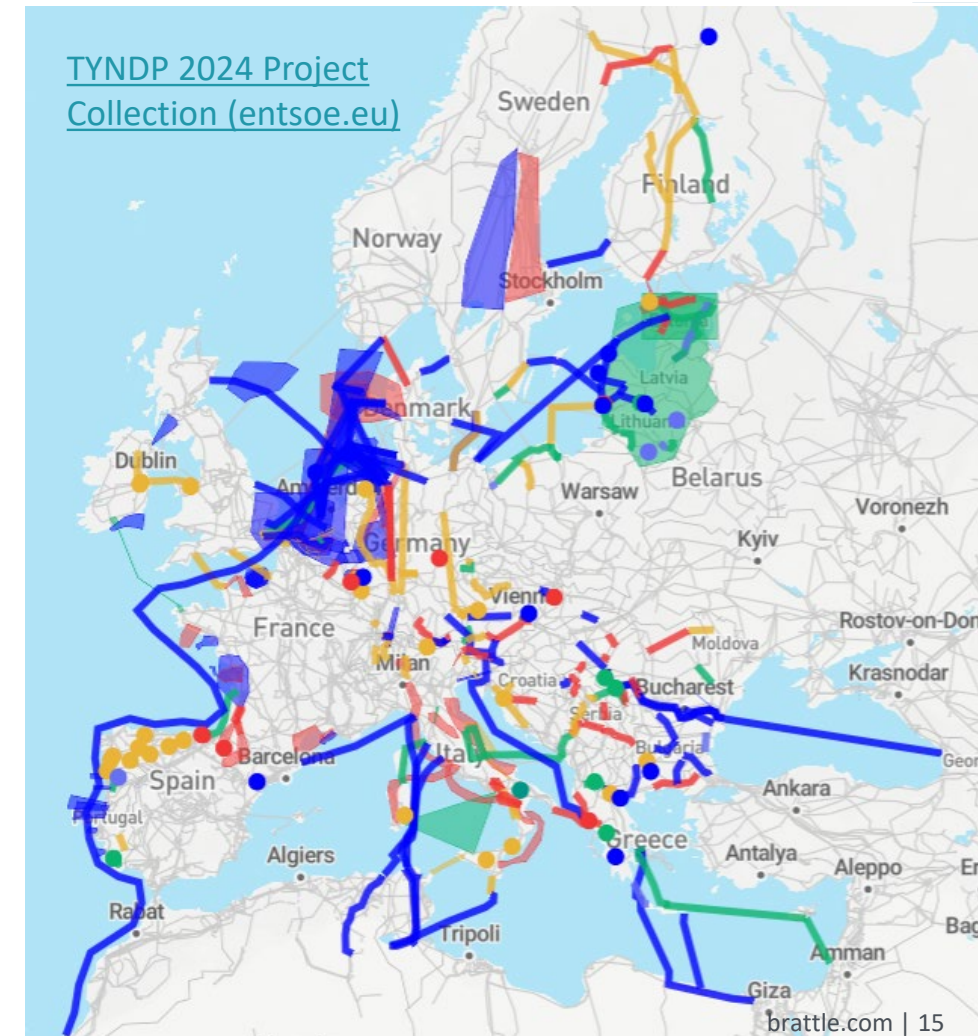 TYNDP 2024 Project
Collection (entsoe.eu)
Sweden
Finland
Norway
Stockholm
Latvia
Denmark
Dublin
Belarus
Warsaw
Voronezh
Kyiv
Germany
Rostov-on-Don
France
Moldova
Milan
Krasnodar
Croatia
Bucharest
Serbia
Italy
Bulgaria
Barcelona
Ankara
Spain
Portugal
Greece
Antalya
Algiers
Aleppo
Rabat
Tripoli
Amman
Giza
brattle.com | 15